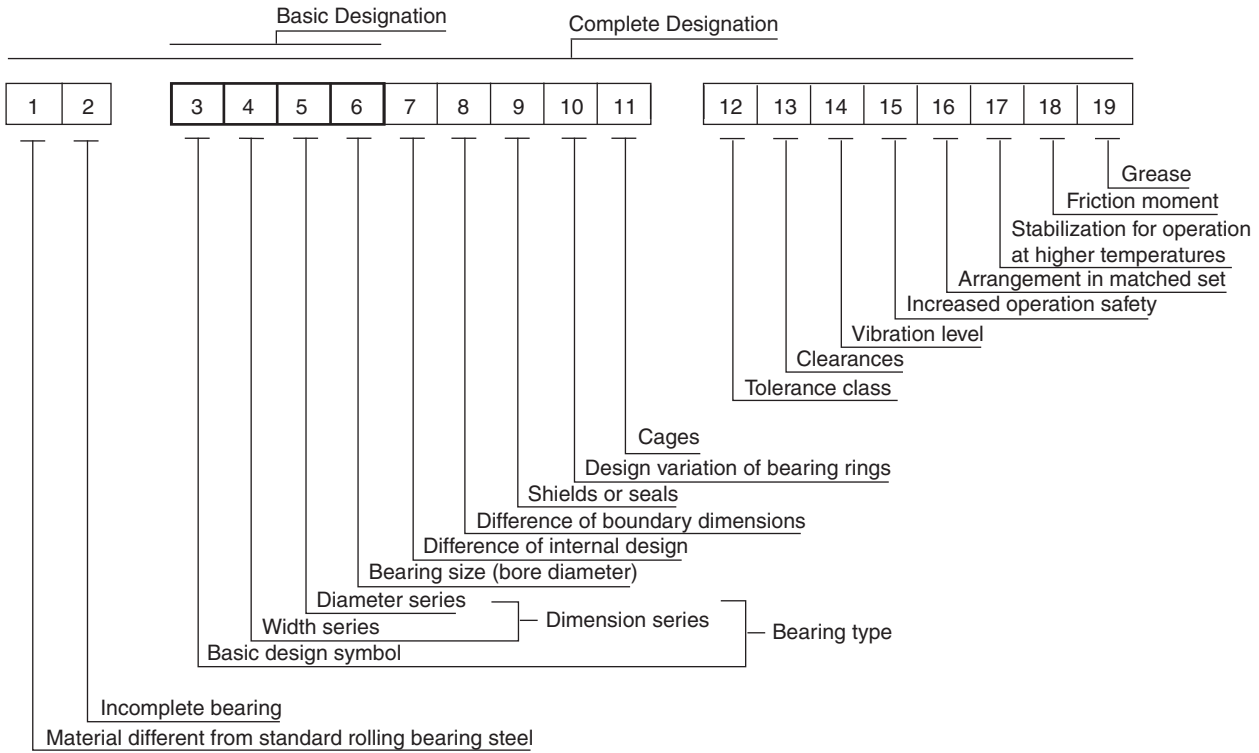 Basic Designation
Complete Designation
1 2 3 4 5 6 7 8 9 10 11 12 13 14 15 16 17 18 19
Grease
Friction moment
Stabilization for operation
at higher temperatures
Arrangement in matched set
Increased operation safety
Vibration level
Clearances
Tolerance class
Cages
Design variation of bearing rings
Shields or seals
Difference of boundary dimensions
Difference of internal design
Bearing size (bore diameter)
Diameter series
Width series
Dimension series
Basic design symbol
Bearing type
Incomplete bearing
Material different from standard rolling bearing steel